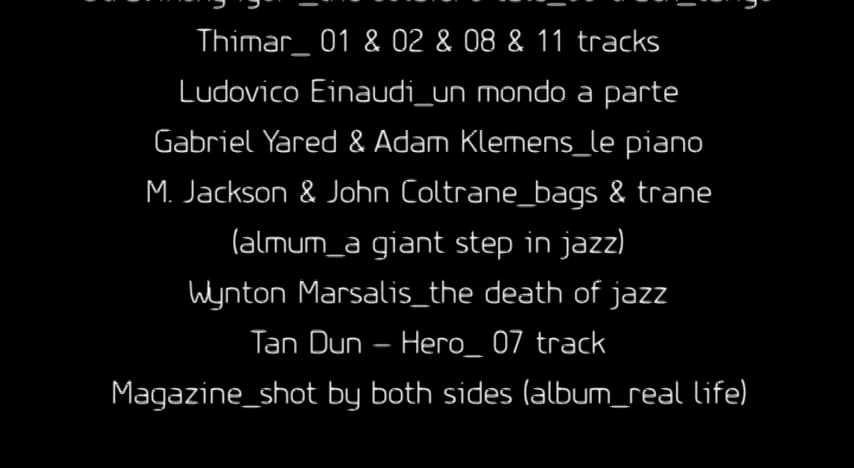 Thimar_ 01 & 02 & 08 & 11 tracks
Ludovico Einaudi_un mondo a parte
Gabriel Yared & Adam Klemens_le piano
M. Jackson & John Coltrane_bags & trane
(almum_a giant step in jazz)
Wynton Marsalis_the death of jazz
Tan Dun – Hero_ 07 track
Magazine_shot by both sides (album_real life)